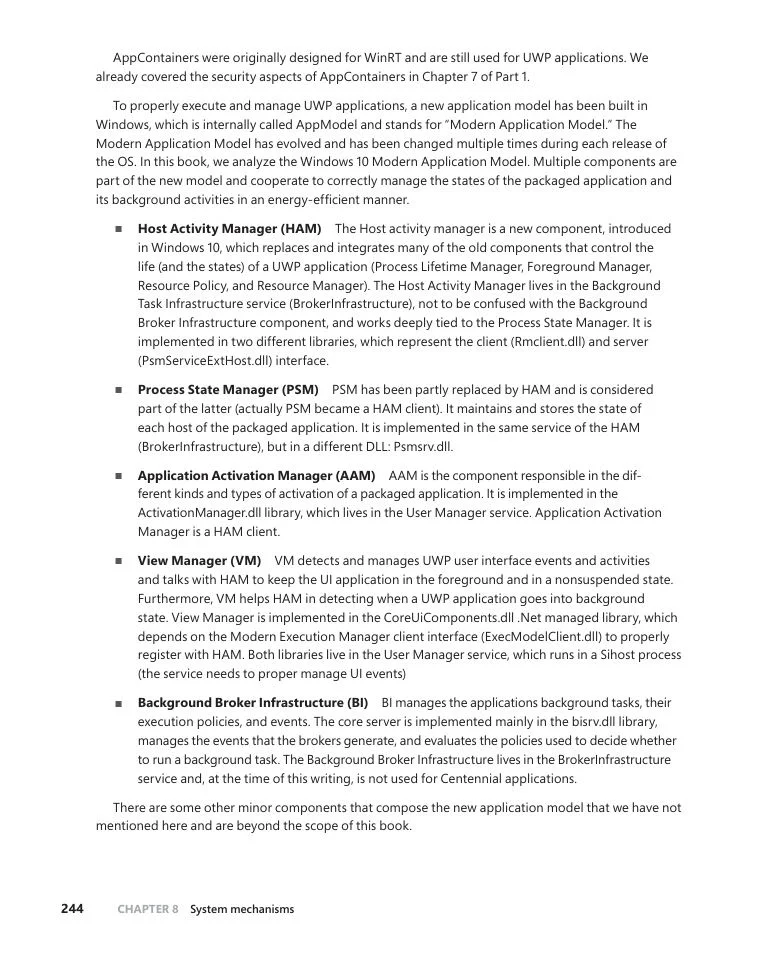 AppContainers were originally designed for WinRT and are still used for UWP applications. We
already covered the security aspects of AppContainers in Chapter 7 of Part 1.
To properly execute and manage UWP applications, a new application model has been built in
Windows, which is internally called AppModel and stands for “Modern Application Model.” The
Modern Application Model has evolved and has been changed multiple times during each release of
the OS. In this book, we analyze the Windows 10 Modern Application Model. Multiple components are
part of the new model and cooperate to correctly manage the states of the packaged application and
its background activities in an energy-efficient manner.
■ Host Activity Manager (HAM) The Host activity manager is a new component, introduced
in Windows 10, which replaces and integrates many of the old components that control the
life (and the states) of a UWP application (Process Lifetime Manager, Foreground Manager,
Resource Policy, and Resource Manager). The Host Activity Manager lives in the Background
Task Infrastructure service (BrokerInfrastructure), not to be confused with the Background
Broker Infrastructure component, and works deeply tied to the Process State Manager. It is
implemented in two different libraries, which represent the client (Rmclient.dll) and server
(PsmServiceExtHost.dll) interface.
■ Process State Manager (PSM) PSM has been partly replaced by HAM and is considered
part of the latter (actually PSM became a HAM client). It maintains and stores the state of
each host of the packaged application. It is implemented in the same service of the HAM
(BrokerInfrastructure), but in a different DLL: Psmsrv.dll.
■ Application Activation Manager (AAM) AAM is the component responsible in the dif-
ferent kinds and types of activation of a packaged application. It is implemented in the
ActivationManager.dll library, which lives in the User Manager service. Application Activation
Manager is a HAM client.
■ View Manager (VM) VM detects and manages UWP user interface events and activities
and talks with HAM to keep the UI application in the foreground and in a nonsuspended state.
Furthermore, VM helps HAM in detecting when a UWP application goes into background
state. View Manager is implemented in the CoreUiComponents.dll .Net managed library, which
depends on the Modern Execution Manager client interface (ExecModelClient.dll) to properly
register with HAM. Both libraries live in the User Manager service, which runs in a Sihost process
(the service needs to proper manage UI events)
■ Background Broker Infrastructure (BI) BI manages the applications background tasks, their
execution policies, and events. The core server is implemented mainly in the bisrv.dll library,
manages the events that the brokers generate, and evaluates the policies used to decide whether
to run a background task. The Background Broker Infrastructure lives in the BrokerInfrastructure
service and, at the time of this writing, is not used for Centennial applications.
There are some other minor components that compose the new application model that we have not
mentioned here and are beyond the scope of this book.
244 CHAPTER 8 System mechanisms